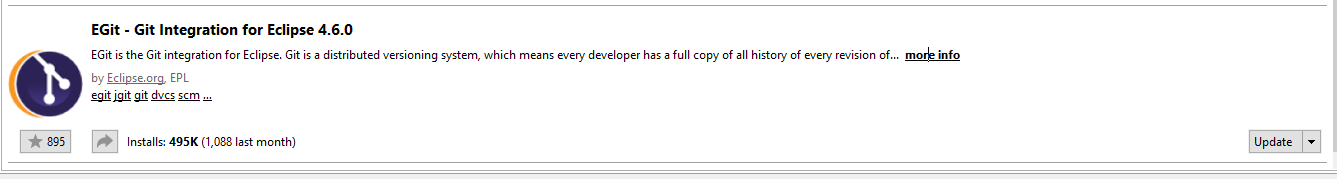 EGit - Git Integration for Eclipse 4.6.0
EGit is the Git integration for Eclipse. Git is a distributed versioning system, which means every developer has a full copy of all history of every revision of... more info
by Eclipse.org, EPL
egit jgit git dvcs scm ...
895 Installs: 495K (1,088 last month) Update